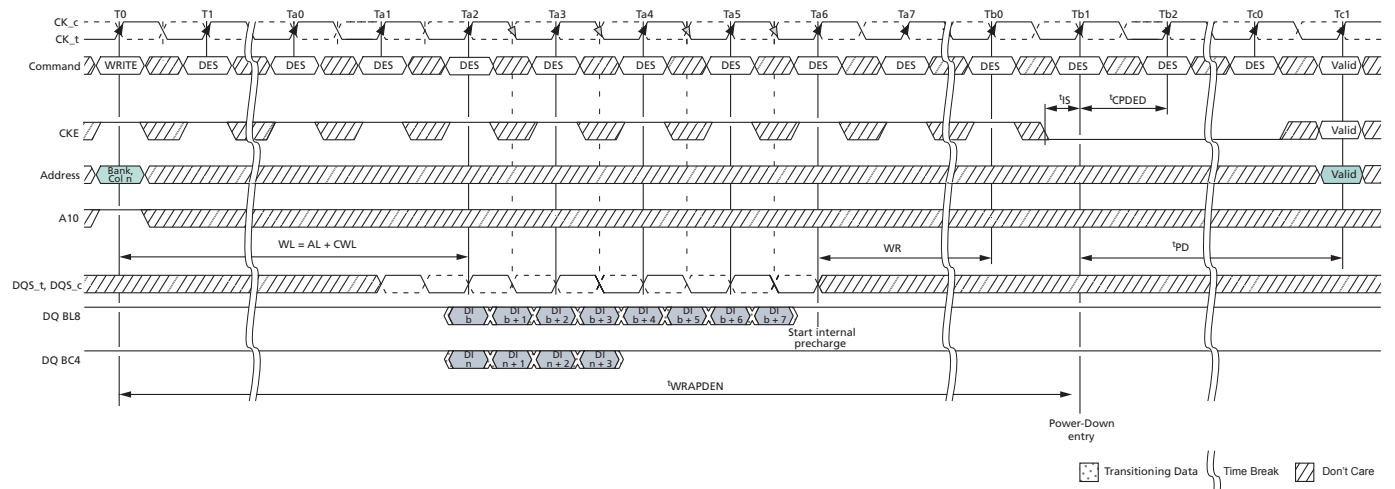 T0 T1 Ta0 Ta1 Ta2 Ta3 Ta4 Ta5 Ta6 Ta7 Tb0 Tb1 Tb2 Tc0 Tc1
CK_c
CK_t
Command WRITE DES DES DES DES DES DES DES DES DES DES DES DES DES Valid
tIS tCPDED
CKE Valid
Address Bank, Col n Valid
A10
WL = AL + CWL WR tPD
DQS_t, DQS_c
DQ BL8 DI b DI b + 1 DI b + 2 DI b + 3 DI b + 4 DI b + 5 DI b + 6 DI b + 7
Start internal
precharge
DQ BC4 DI n DI n + 1 DI n + 2 DI n + 3
tWRAPDEN
Power-Down
entry
Transitioning Data Time Break Don't Care